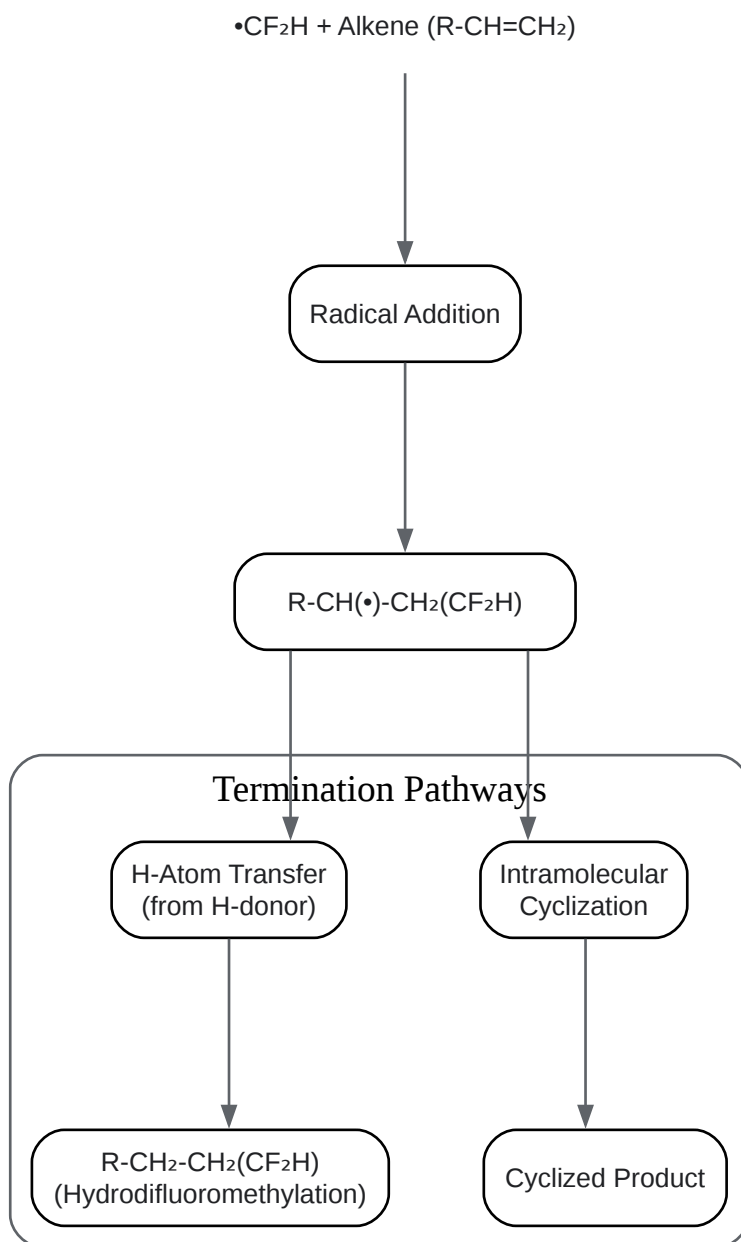 •CF₂H + Alkene (R-CH=CH₂)
Radical Addition
R-CH(•)-CH₂(CF₂H)
Termination Pathways
H-Atom Transfer
(from H-donor)
Intramolecular
Cyclization
R-CH₂-CH₂(CF₂H)
(Hydrodifluoromethylation)
Cyclized Product